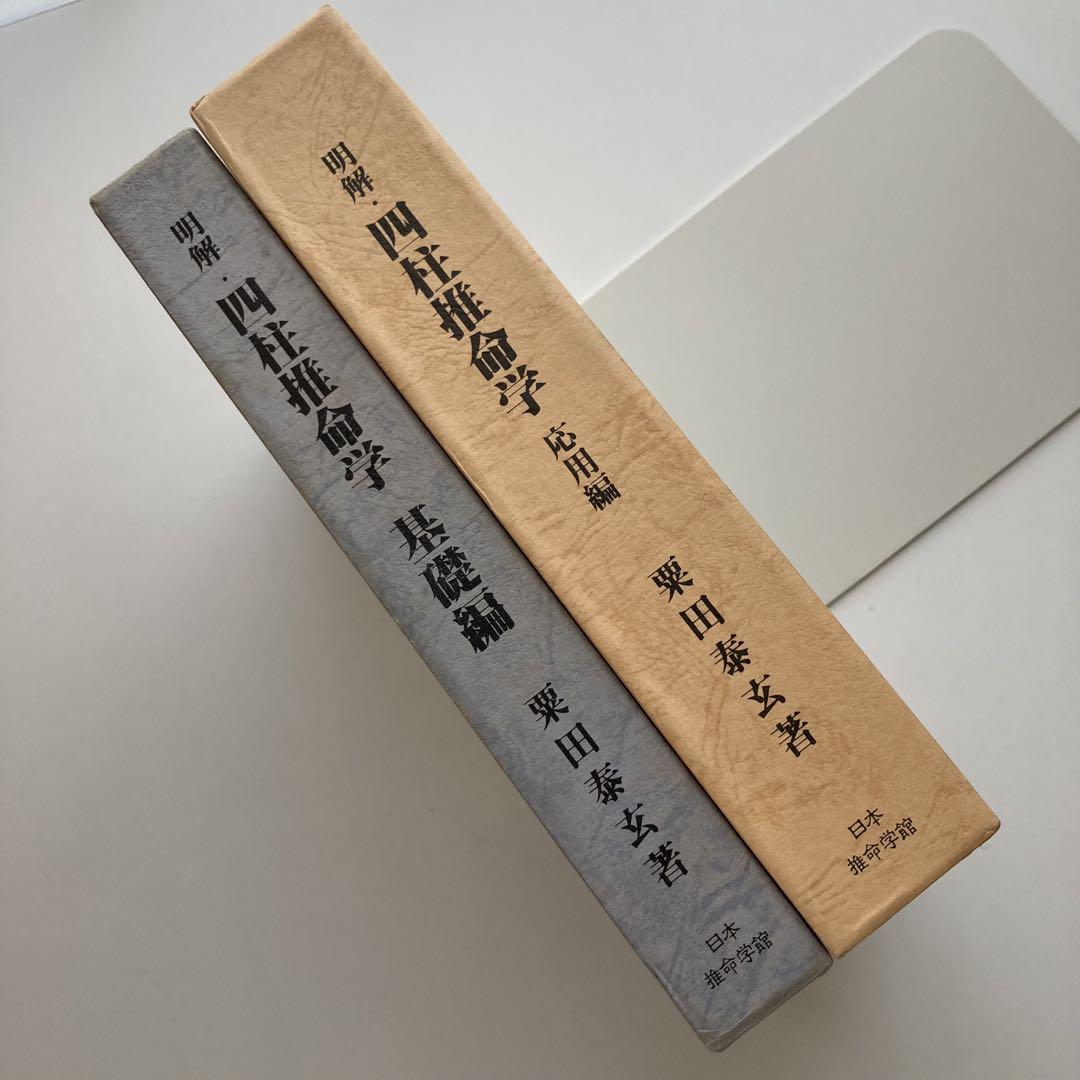 明解・四柱推命学 基礎編
粟田泰玄著
日本
推命学館
明解・四柱推命学 応用編
粟田泰玄著
日本
推命学館